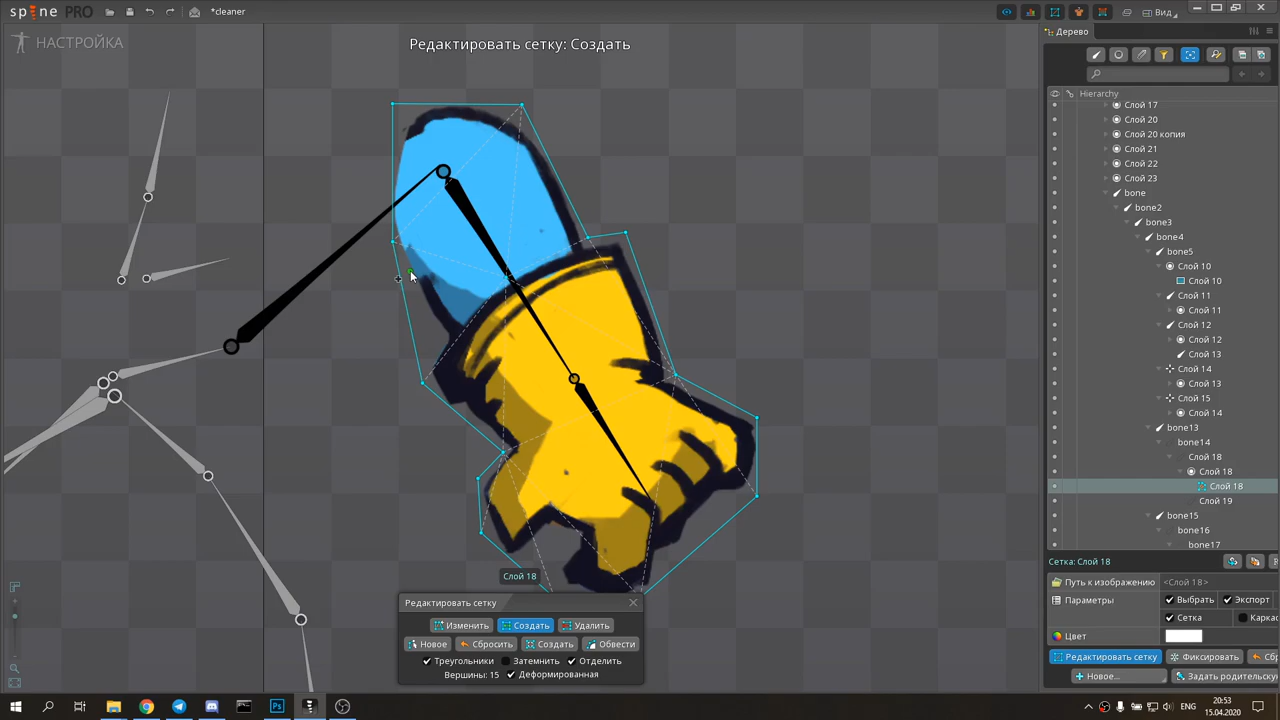 spine PRO
*cleaner
Вид
НАСТРОЙКА
Редактировать сетку: Создать
Дерево
Hierarchy
Слой 17
Слой 20
Слой 20 копия
Слой 21
Слой 22
Слой 23
bone
bone2
bone3
bone4
bone5
Слой 10
Слой 10
Слой 11
Слой 11
Слой 12
Слой 12
Слой 13
Слой 14
Слой 13
Слой 15
Слой 14
bone13
bone14
Слой 18
Слой 18
Слой 18
Слой 19
bone15
bone16
bone17
Сетка: Слой 18
Путь к изображению <Слой 18>
Параметры Выбрать Экспорт
Сетка Каркас
Цвет
Редактировать сетку Фиксировать Сбр
Новое... Задать родительску
Слой 18
Редактировать сетку
Изменить Создать Удалить
Новое Сбросить Создать Обвести
Треугольники Затемнить Отделить
Вершины: 15 Деформированная
ENG
20:53
15.04.2020